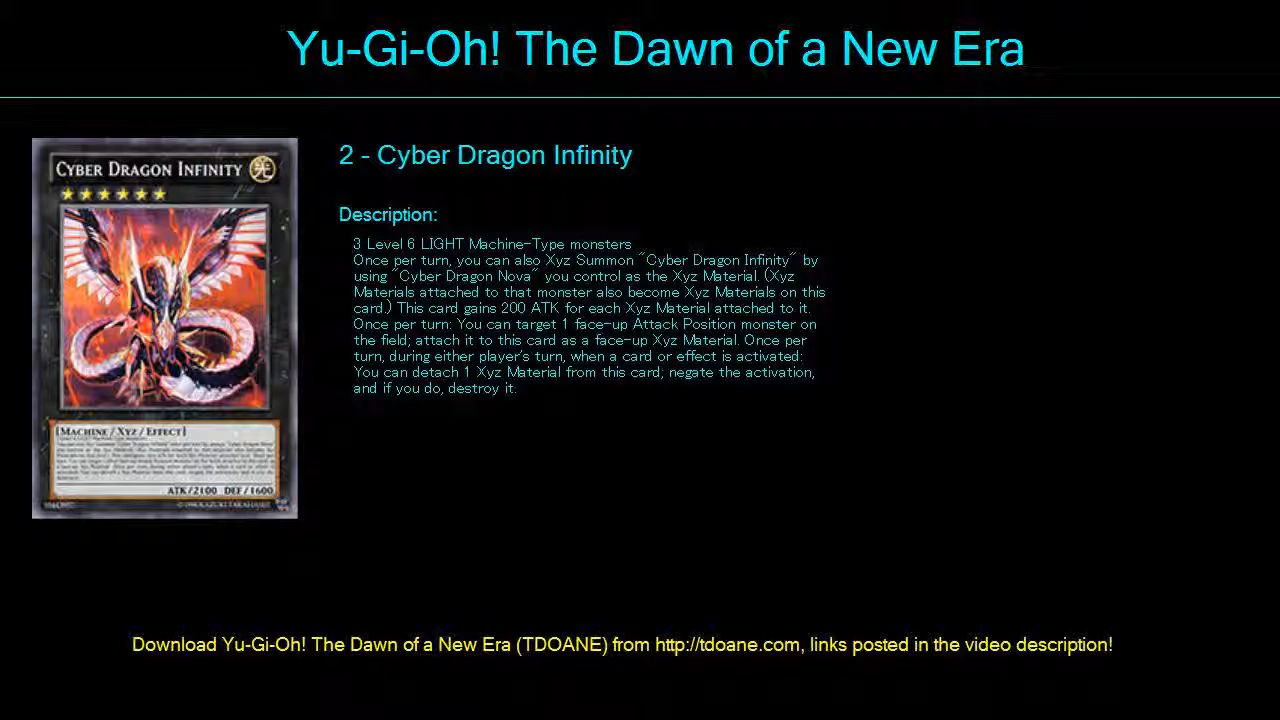 Yu-Gi-Oh! The Dawn of a New Era
CYBER DRAGON INFINITY
光
2 - Cyber Dragon Infinity
Description:
3 Level 6 LIGHT Machine-Type monsters
Once per turn, you can also Xyz Summon "Cyber Dragon Infinity" by
using "Cyber Dragon Nova" you control as the Xyz Material. (Xyz
Materials attached to that monster also become Xyz Materials on this
card.) This card gains 200 ATK for each Xyz Material attached to it.
Once per turn: You can target 1 face-up Attack Position monster on
the field; attach it to this card as a face-up Xyz Material. Once per
turn, during either player's turn, when a card or effect is activated:
You can detach 1 Xyz Material from this card; negate the activation,
and if you do, destroy it.
[MACHINE / XYZ / EFFECT]
ATK/2100 DEF/1600
Download Yu-Gi-Oh! The Dawn of a New Era (TDOANE) from http://tdoane.com, links posted in the video description!